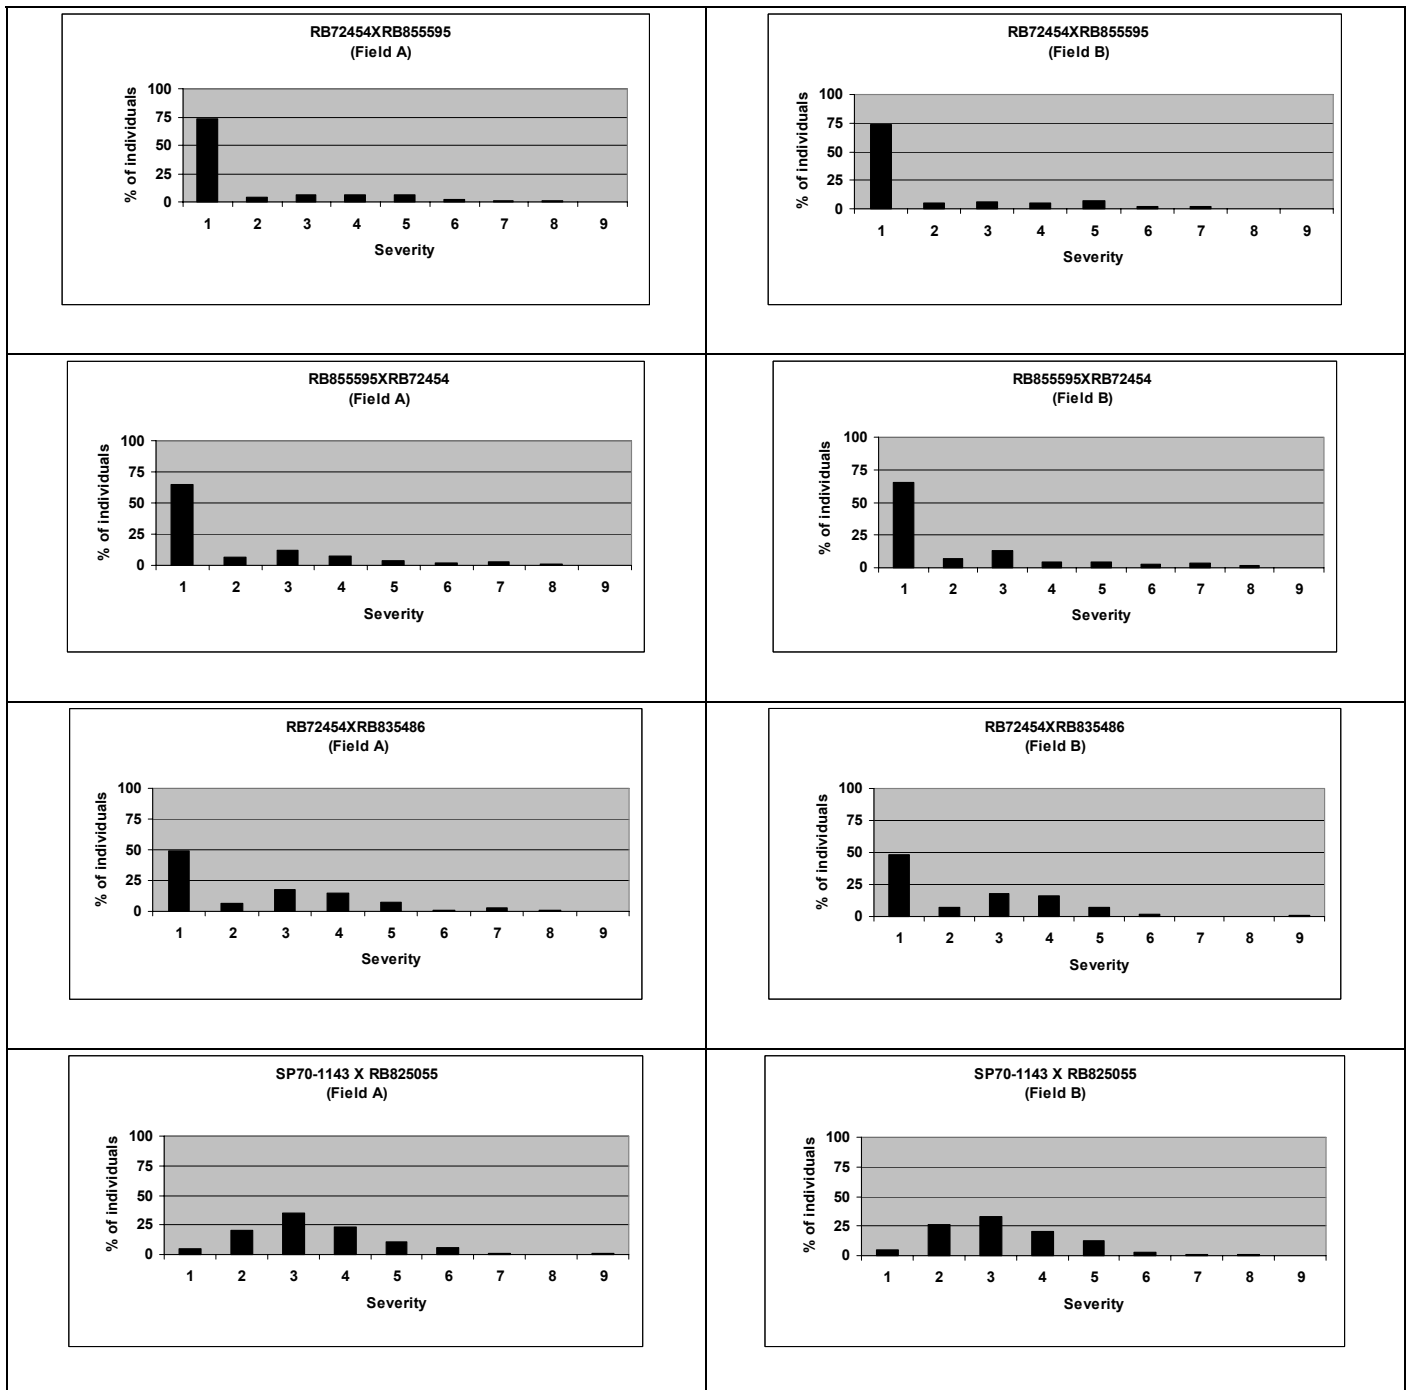 RB72454XRB855595
(Field A)
% of individuals
100
75
50
25
0
1 2 3 4 5 6 7 8 9
Severity
RB72454XRB855595
(Field B)
% of individuals
100
75
50
25
0
1 2 3 4 5 6 7 8 9
Severity
RB855595XRB72454
(Field A)
% of individuals
100
75
50
25
0
1 2 3 4 5 6 7 8 9
Severity
RB855595XRB72454
(Field B)
% of individuals
100
75
50
25
0
1 2 3 4 5 6 7 8 9
Severity
RB72454XRB835486
(Field A)
% of individuals
100
75
50
25
0
1 2 3 4 5 6 7 8 9
Severity
RB72454XRB835486
(Field B)
% of individuals
100
75
50
25
0
1 2 3 4 5 6 7 8 9
Severity
SP70-1143 X RB825055
(Field A)
% of individuals
100
75
50
25
0
1 2 3 4 5 6 7 8 9
Severity
SP70-1143 X RB825055
(Field B)
% of individuals
100
75
50
25
0
1 2 3 4 5 6 7 8 9
Severity